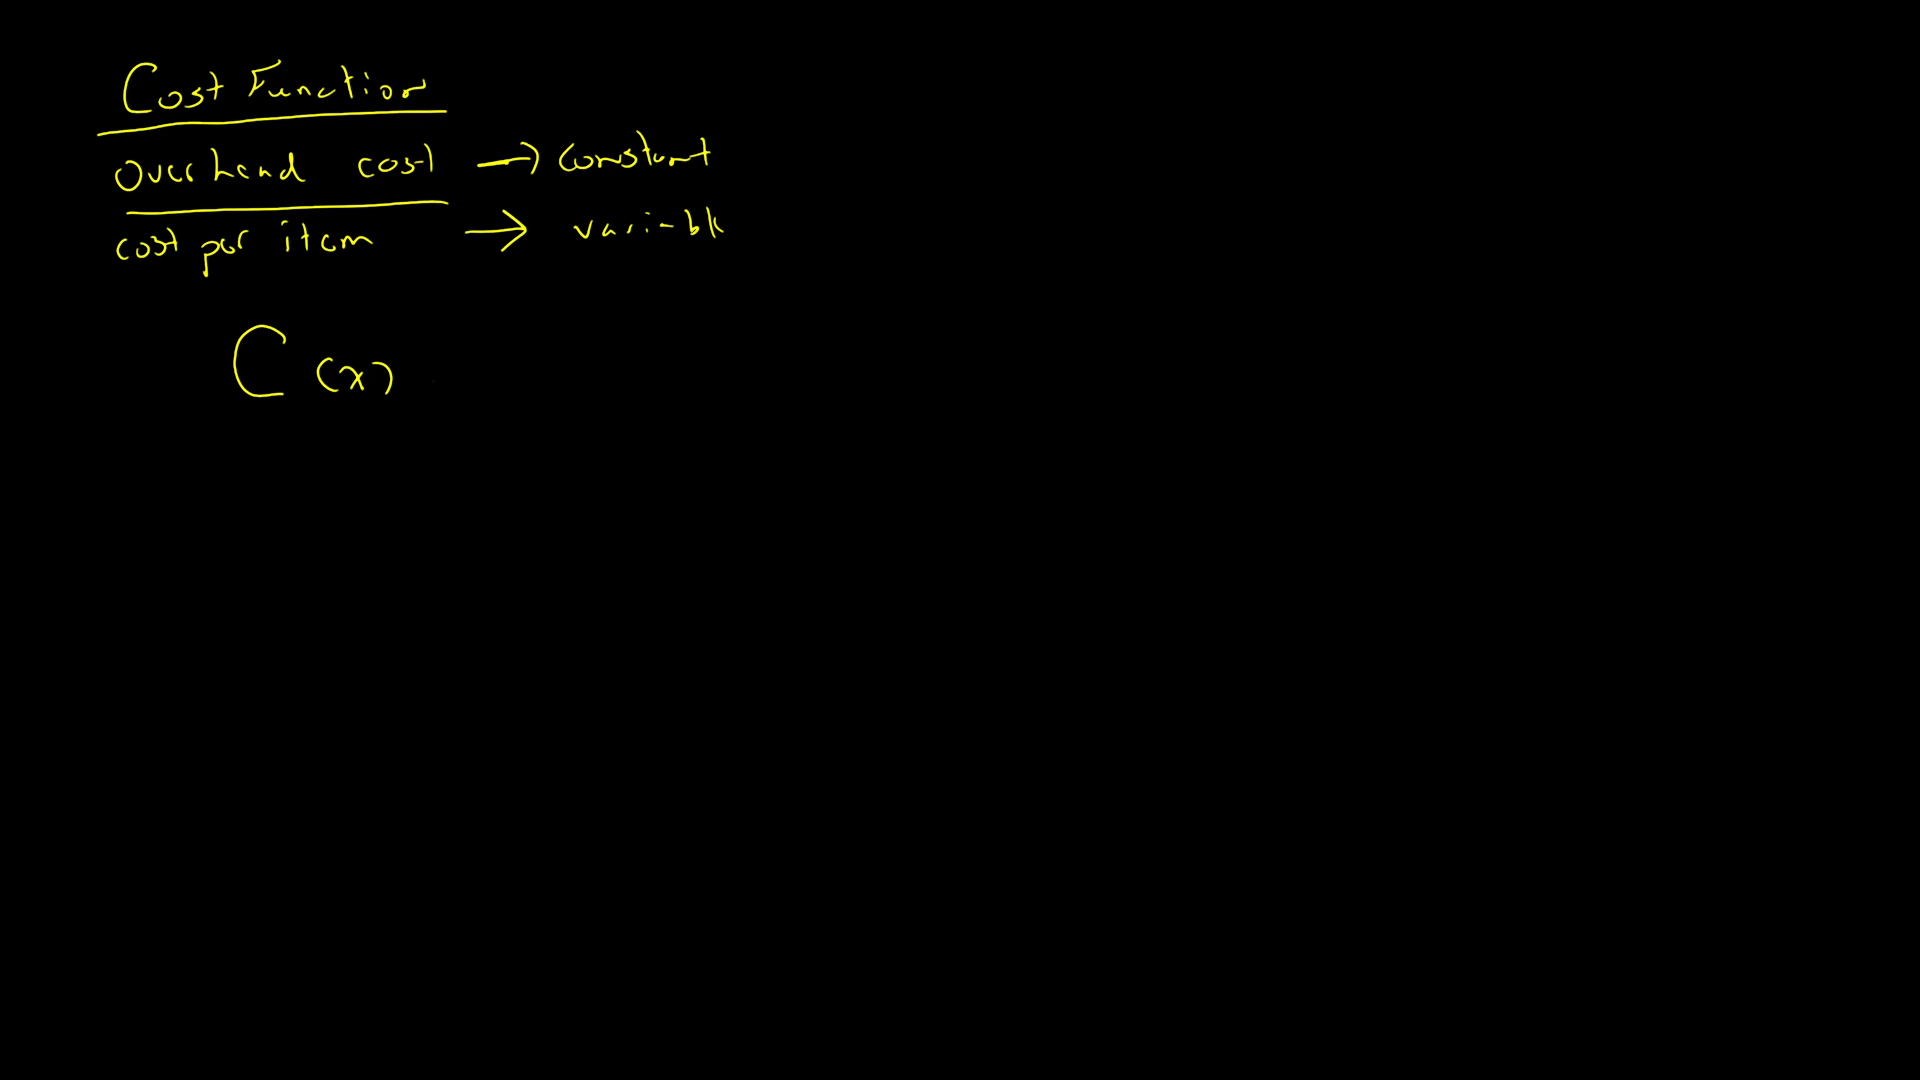 Cost Function
Overhead cost → constant
cost per item → variable
C(x)